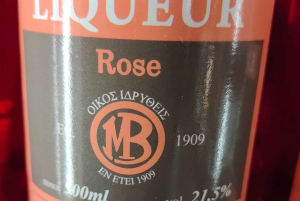 LIQUEUR
Rose
ΟΙΚΟΣ ΙΔΡΥΘΕΙΣ
MB
1909
ΕΝ ΕΤΕΙ 1909
500ml
21,5%